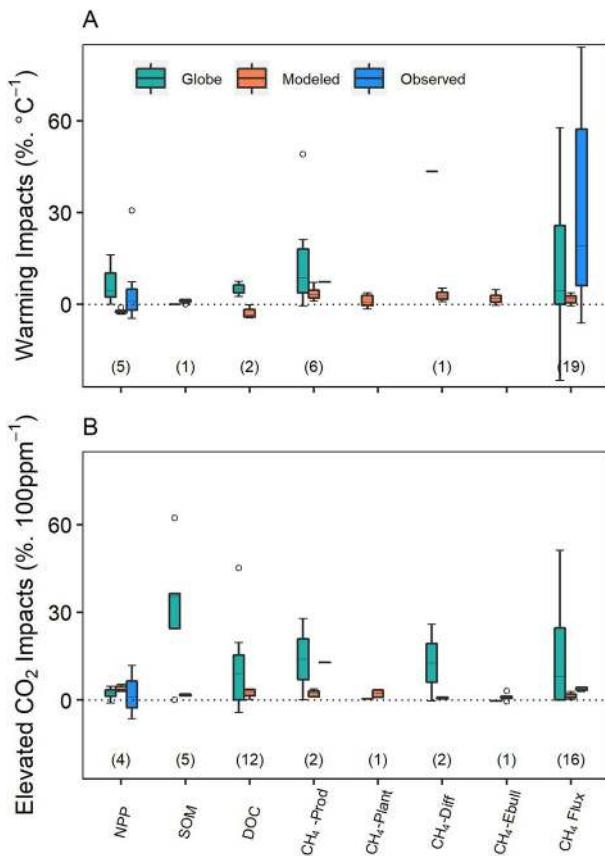 A
Globe Modeled Observed
Warming Impacts (%. °C⁻¹)
60
30
0
(5) (1) (2) (6) (1) (19)
B
Elevated CO₂ Impacts (%. 100ppm⁻¹)
60
30
0
(4) (5) (12) (2) (1) (2) (1) (16)
NPP SOM DOC CH₄ -Prod CH₄-Plant CH₄-Diff CH₄-Ebull CH₄ Flux